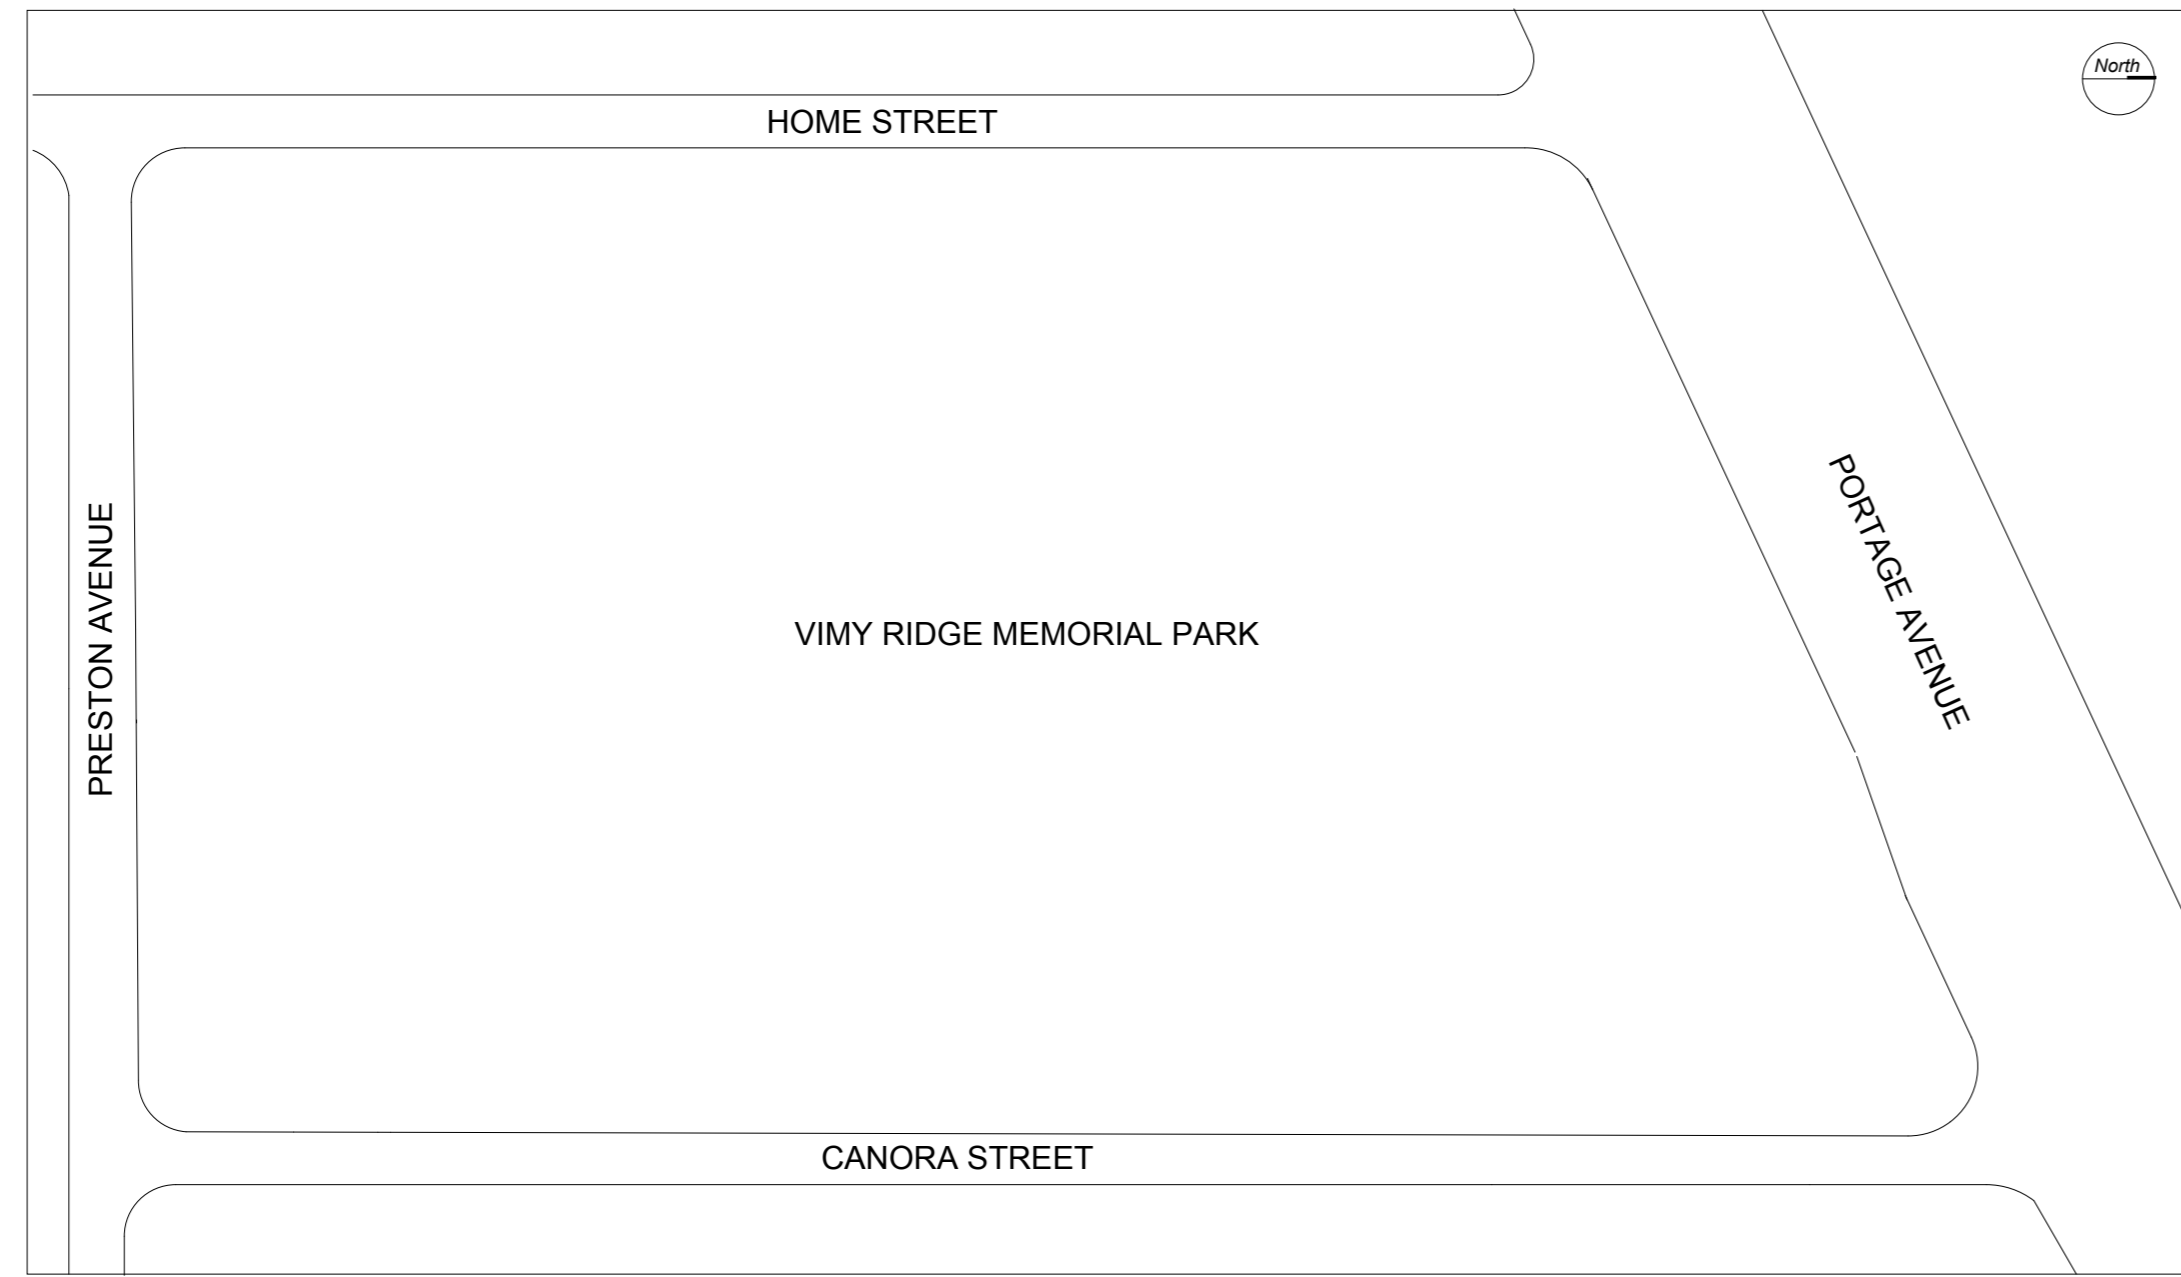 North
HOME STREET
PORTAGE AVENUE
PRESTON AVENUE
VIMY RIDGE MEMORIAL PARK
CANORA STREET